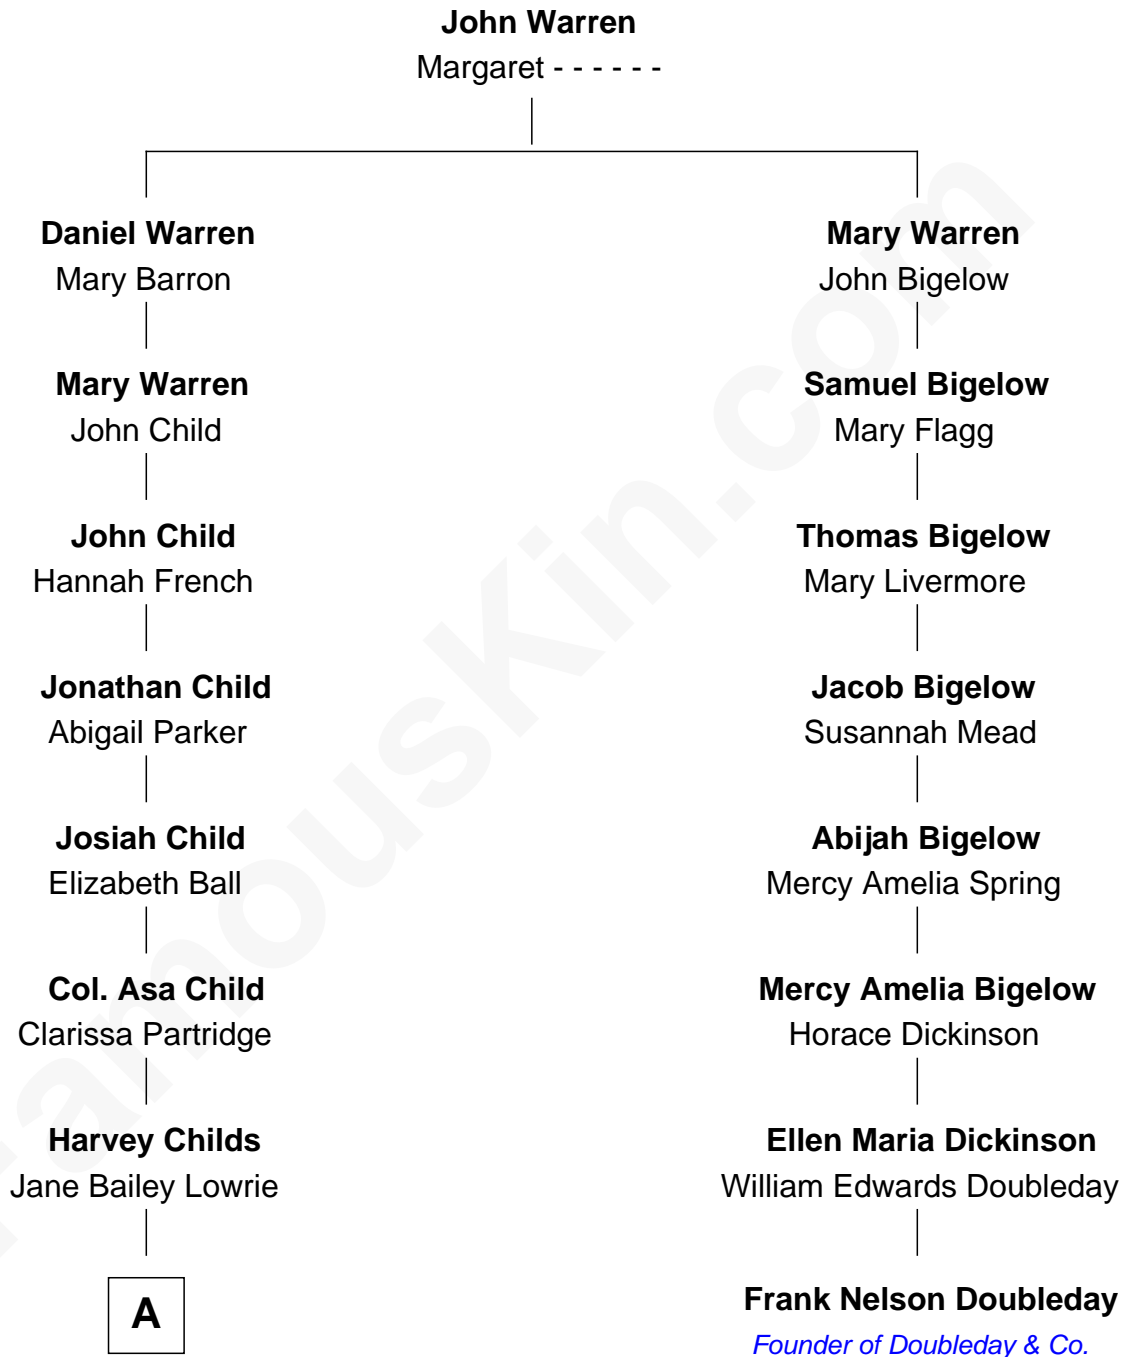 John Warren
Margaret - - - - - -
Daniel Warren
Mary Barron
Mary Warren
John Bigelow
Mary Warren
John Child
Samuel Bigelow
Mary Flagg
John Child
Hannah French
Thomas Bigelow
Mary Livermore
Jonathan Child
Abigail Parker
Jacob Bigelow
Susannah Mead
Josiah Child
Elizabeth Ball
Abijah Bigelow
Mercy Amelia Spring
Col. Asa Child
Clarissa Partridge
Mercy Amelia Bigelow
Horace Dickinson
Harvey Childs
Jane Bailey Lowrie
Ellen Maria Dickinson
William Edwards Doubleday
A
Frank Nelson Doubleday
Founder of Doubleday & Co.
FamousKin.com